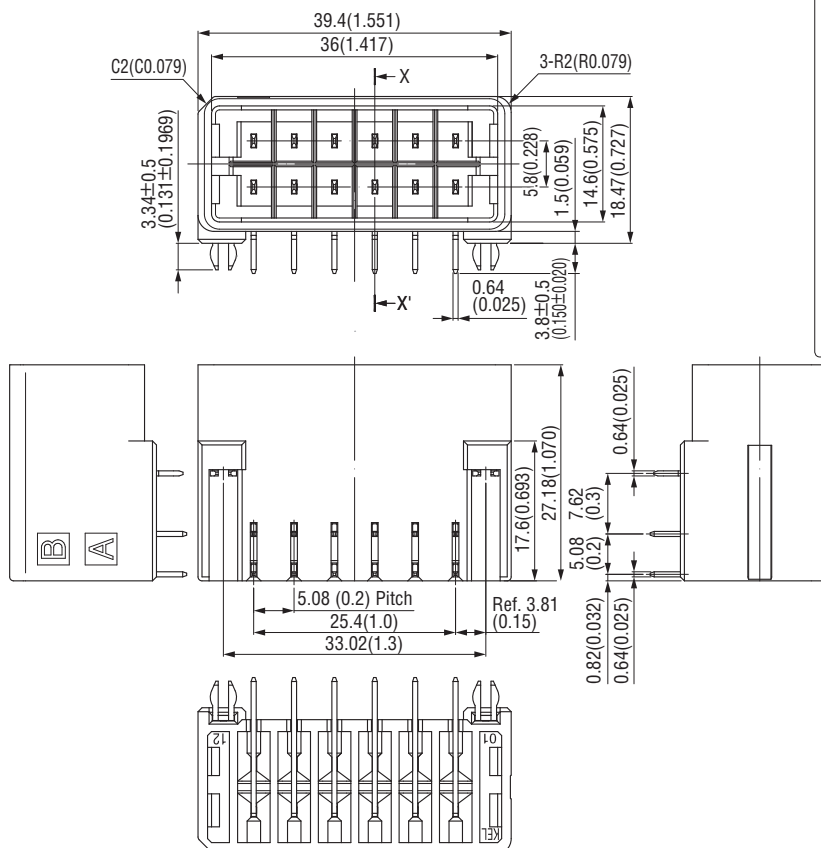 39.4(1.551)
36(1.417)
C2(C0.079)
X
3-R2(R0.079)
3.34±0.5
(0.131±0.1969)
5.8(0.228)
1.5(0.059)
14.6(0.575)
18.47(0.727)
X'
0.64
(0.025)
3.8±0.5
(0.150±0.020)
B
A
17.6(0.693)
27.18(1.070)
0.64(0.025)
7.62
(0.3)
5.08
(0.2)
0.82(0.032)
0.64(0.025)
5.08 (0.2) Pitch
25.4(1.0)
Ref. 3.81
(0.15)
33.02(1.3)
12
01
KEL